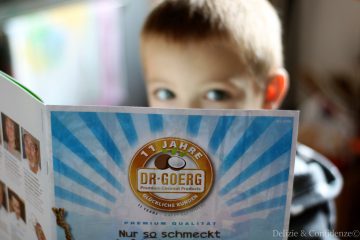 11 JAHRE
DR·GOERG
Premium Coconut Products
GLÜCKLICHE KUNDEN
PREMIUM QUALITÄT
Nur so schmeckt
Delizie & Confidenze©